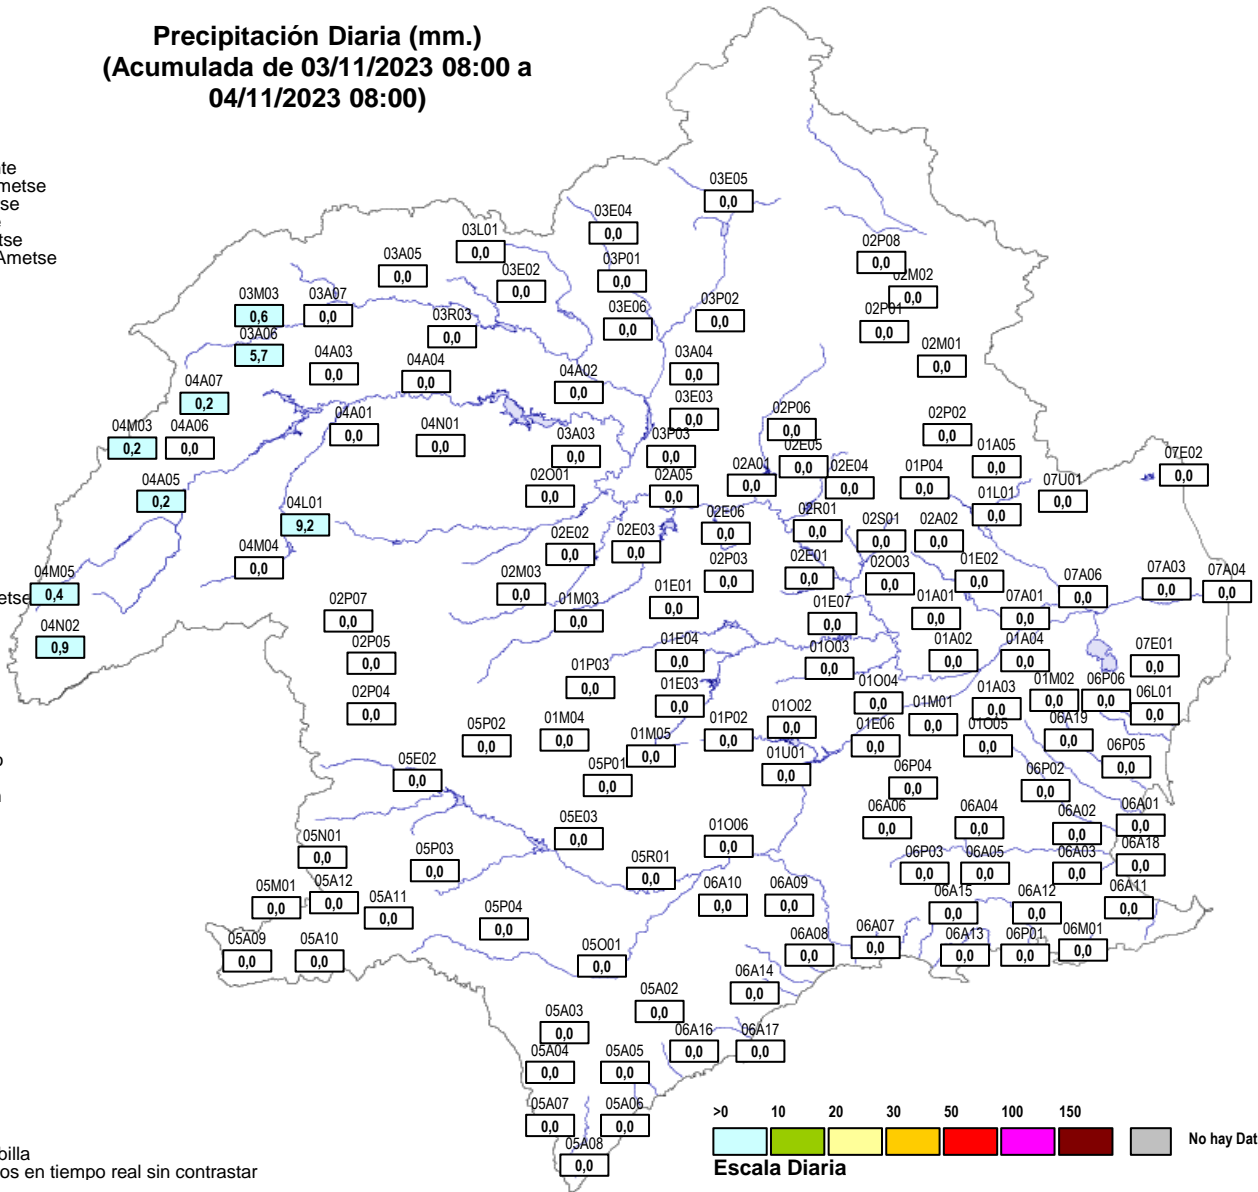 Precipitación Diaria (mm.)
(Acumulada de 03/11/2023 08:00 a
04/11/2023 08:00)
nte
metse
se
e
tse
Ametse
03E05
0,0
03E04
0,0
03L01
0,0
03P01
0,0
03A05
0,0
03E02
0,0
02P08
0,0
02M02
0,0
03M03
0,6
03A07
0,0
03P02
0,0
03E06
0,0
03R03
0,0
02P01
0,0
03A06
5,7
02M01
0,0
04A03
0,0
04A04
0,0
03A04
0,0
04A02
0,0
04A07
0,2
03E03
0,0
04A01
0,0
02P06
0,0
02P02
0,0
04M03
0,2
04A06
0,0
04N01
0,0
03A03
0,0
03P03
0,0
02E05
0,0
01A05
0,0
07E02
0,0
02A01
0,0
02E04
0,0
01P04
0,0
07U01
0,0
04A05
0,2
02O01
0,0
02A05
0,0
01L01
0,0
04L01
9,2
02R01
0,0
02E06
0,0
02S01
0,0
02A02
0,0
02E02
0,0
02E03
0,0
04M04
0,0
02P03
0,0
02E01
0,0
02O03
0,0
01E02
0,0
07A03
0,0
07A04
0,0
04M05
0,4
etse
02M03
0,0
07A06
0,0
01E01
0,0
02P07
0,0
01M03
0,0
01E07
0,0
01A01
0,0
07A01
0,0
04N02
0,9
02P05
0,0
01E04
0,0
01O03
0,0
01A02
0,0
01A04
0,0
07E01
0,0
01P03
0,0
01E03
0,0
01O04
0,0
01A03
0,0
01M02
0,0
06P06
0,0
06L01
0,0
02P04
0,0
01M01
0,0
01O02
0,0
05P02
0,0
01M04
0,0
01P02
0,0
01E06
0,0
01O05
0,0
06A19
0,0
01M05
0,0
06P05
0,0
o
05E02
0,0
05P01
0,0
01U01
0,0
06P04
0,0
06P02
0,0
05E03
0,0
01O06
0,0
06A06
0,0
06A04
0,0
06A02
0,0
06A01
0,0
05N01
0,0
05P03
0,0
05R01
0,0
06P03
0,0
06A05
0,0
06A03
0,0
06A18
0,0
05M01
0,0
05A12
0,0
05A11
0,0
06A10
0,0
06A09
0,0
06A15
0,0
06A12
0,0
06A11
0,0
05P04
0,0
05A09
0,0
05A10
0,0
05O01
0,0
06A08
0,0
06A07
0,0
06A13
0,0
06P01
0,0
06M01
0,0
06A14
0,0
05A02
0,0
05A03
0,0
06A16
0,0
06A17
0,0
05A04
0,0
05A05
0,0
05A07
0,0
05A06
0,0
05A08
0,0
>0 10 20 30 50 100 150
No hay Dat
Escala Diaria
billa
os en tiempo real sin contrastar